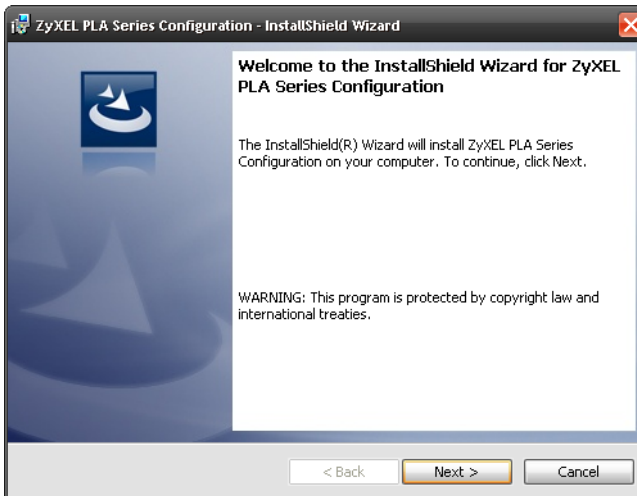 ZyXEL PLA Series Configuration - InstallShield Wizard
Welcome to the InstallShield Wizard for ZyXEL
PLA Series Configuration
The InstallShield(R) Wizard will install ZyXEL PLA Series
Configuration on your computer. To continue, click Next.
WARNING: This program is protected by copyright law and
international treaties.
< Back
Next >
Cancel